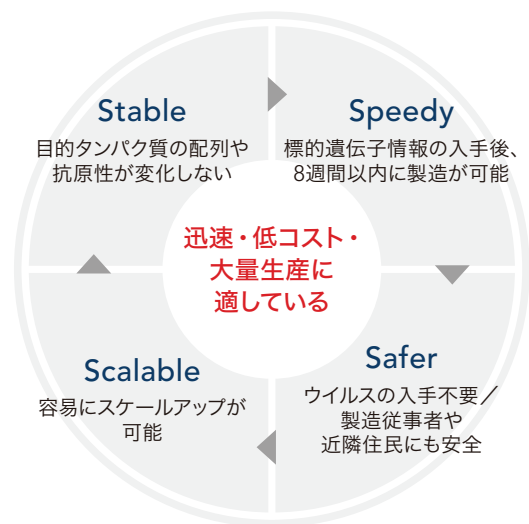 Stable
目的タンパク質の配列や
抗原性が変化しない
Speedy
標的遺伝子情報の入手後、
8週間以内に製造が可能
迅速・低コスト・
大量生産に
適している
Scalable
容易にスケールアップが
可能
Safer
ウイルスの入手不要／
製造従事者や
近隣住民にも安全